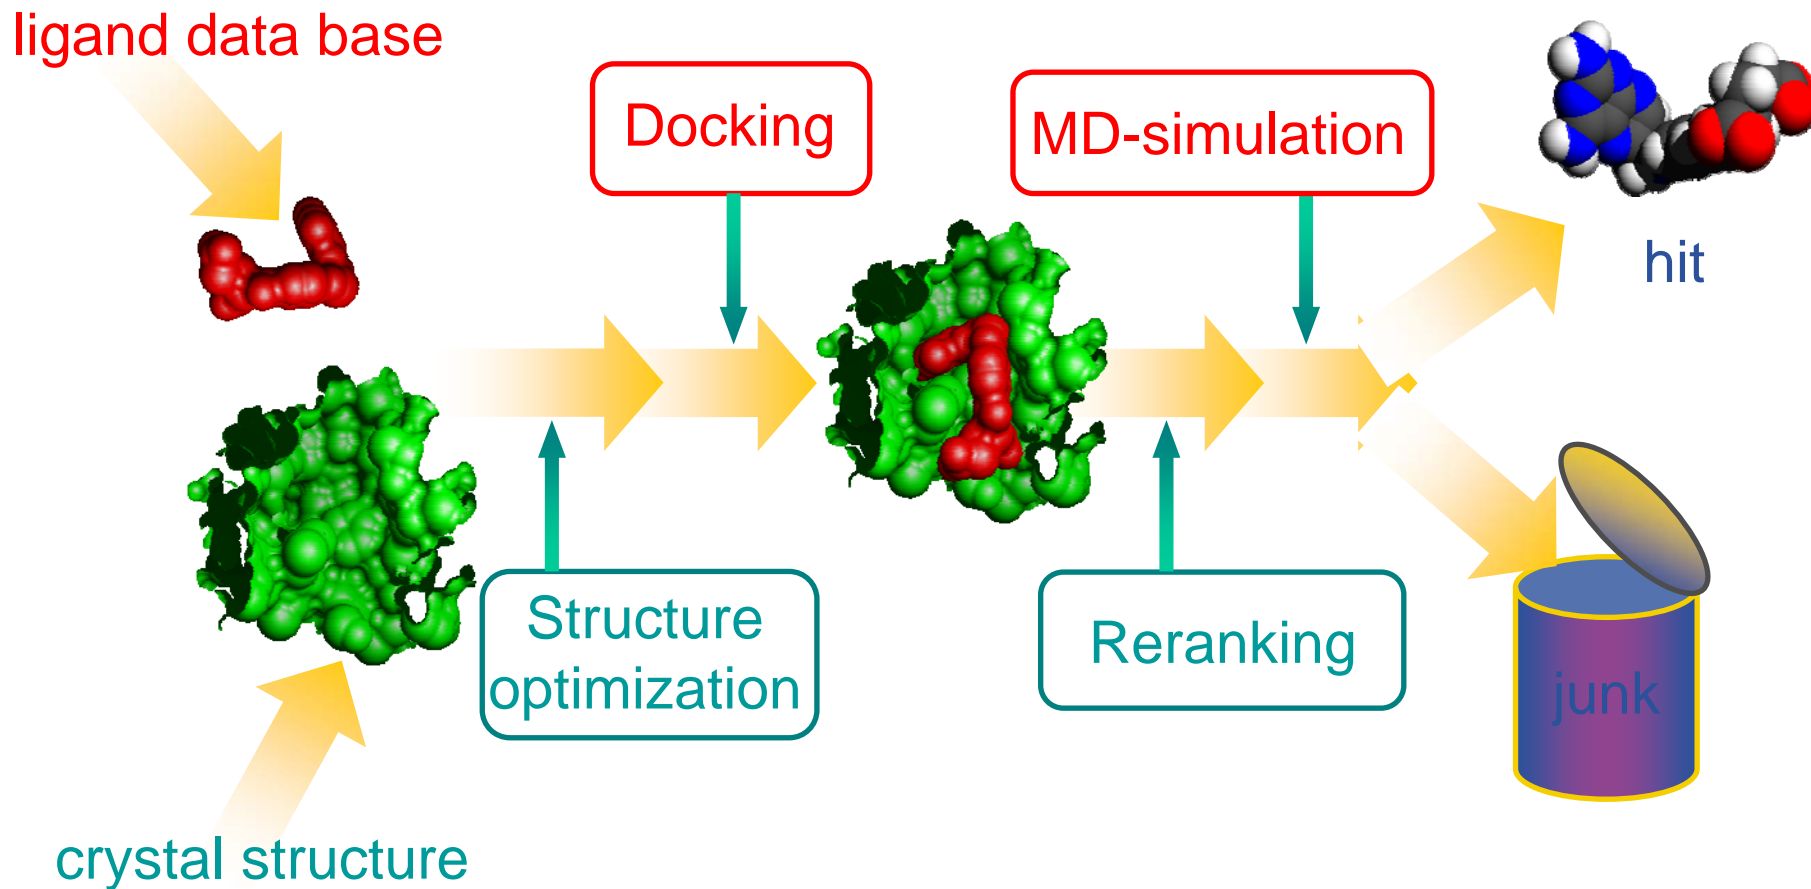 ligand data base
Docking
MD-simulation
hit
Structure
optimization
Reranking
junk
crystal structure